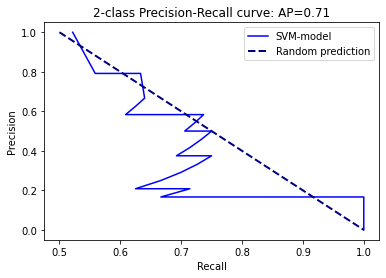 2-class Precision-Recall curve: AP=0.71
SVM-model
Random prediction
1.0
0.8
0.6
0.4
0.2
0.0
Precision
0.5 0.6 0.7 0.8 0.9 1.0
Recall